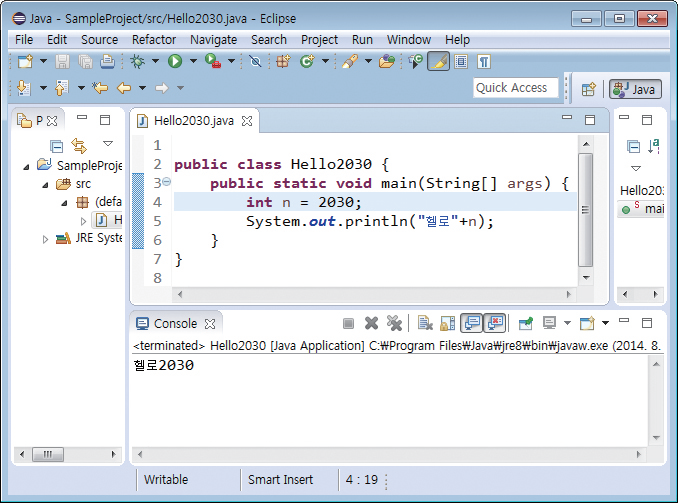 Java - SampleProject/src/Hello2030.java - Eclipse
File Edit Source Refactor Navigate Search Project Run Window Help
Quick Access
Java
P
Hello2030.java
SampleProje
src
(defa
H
JRE System
1
2 public class Hello2030 {
3 public static void main(String[] args) {
4 int n = 2030;
5 System.out.println("헬로"+n);
6 }
7 }
8
Hello203
S
mai
Console
<terminated> Hello2030 [Java Application] C:₩Program Files₩Java₩jre8₩bin₩javaw.exe (2014. 8.
헬로2030
Writable Smart Insert 4 : 19